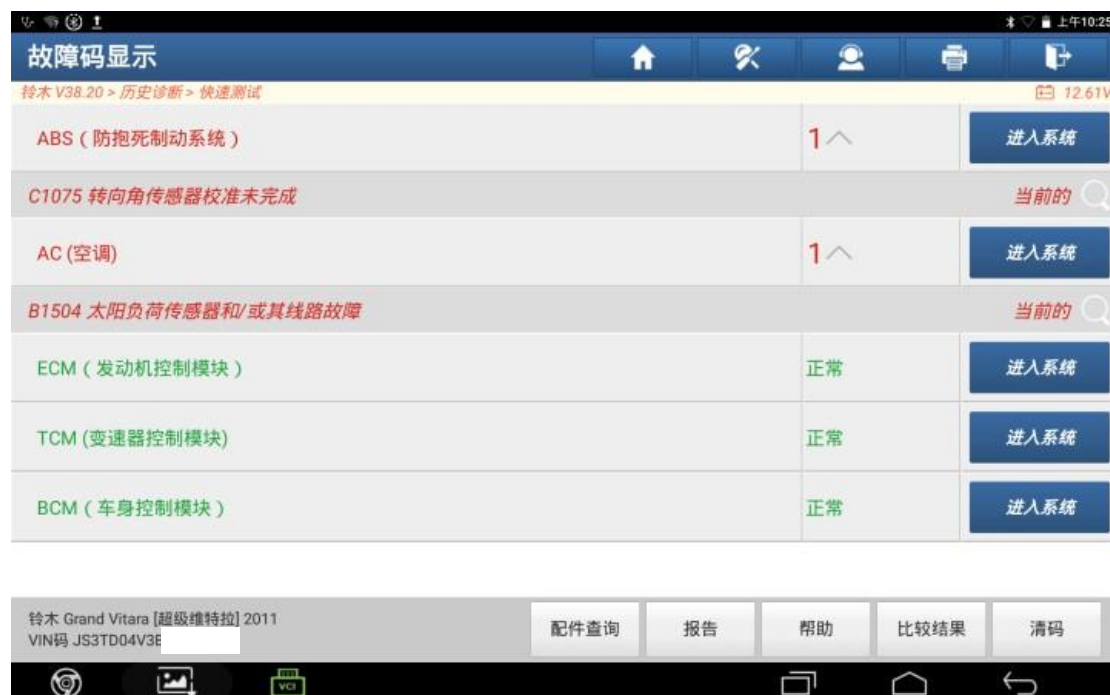 上午10:25
故障码显示
铃木 V38.20 > 历史诊断 > 快速测试
12.61V
ABS ( 防抱死制动系统 )
1
进入系统
C1075 转向角传感器校准未完成
当前的
AC (空调)
1
进入系统
B1504 太阳负荷传感器和/或其线路故障
当前的
ECM ( 发动机控制模块 )
正常
进入系统
TCM (变速器控制模块)
正常
进入系统
BCM ( 车身控制模块 )
正常
进入系统
铃木 Grand Vitara [超级维特拉] 2011
VIN码 JS3TD04V3E
配件查询
报告
帮助
比较结果
清码
VCI